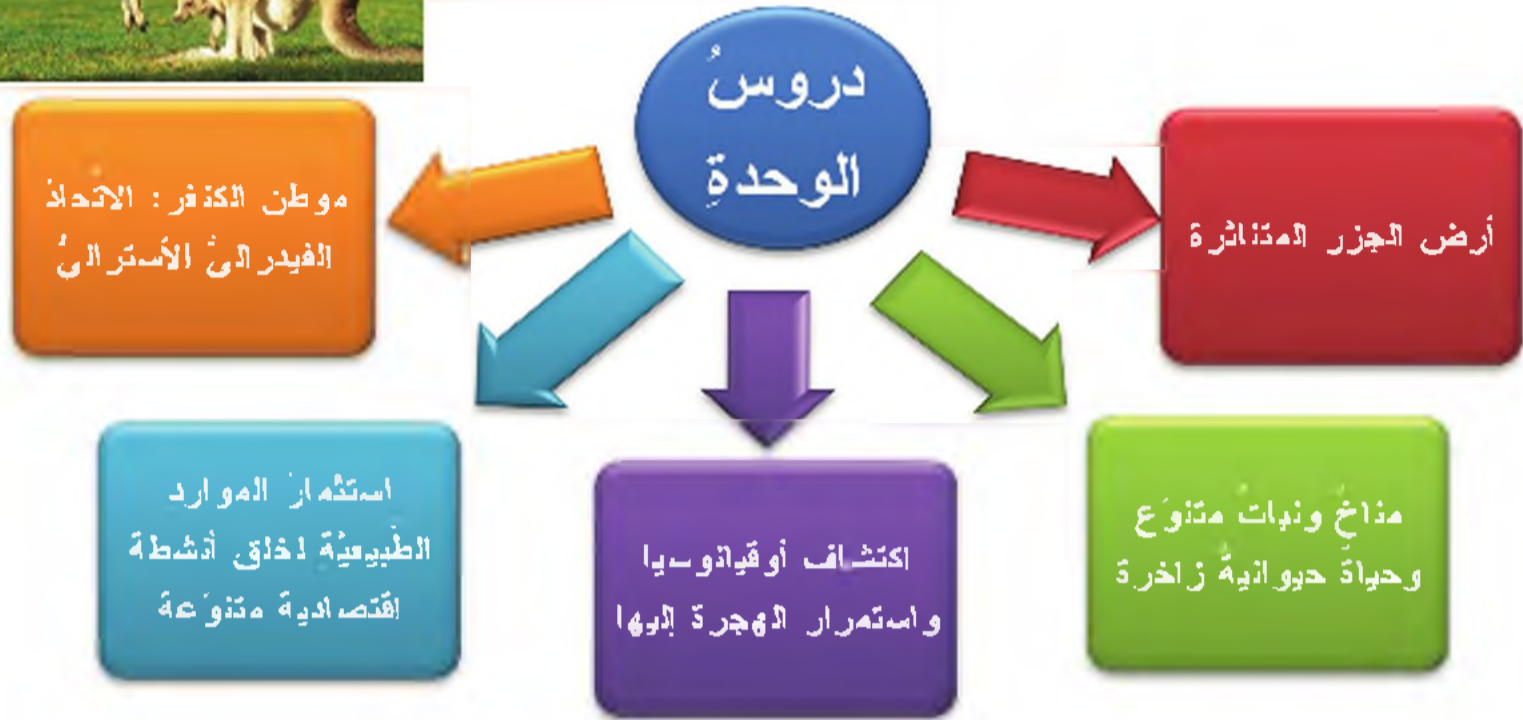 دروسُ
الوحدةِ
أرض الجزر المتناثرة
مناخٌ ونباتٌ متنوّع
وحياةٌ حيوانيةٌ زاخرة
اكتشاف أوقيانوسيا
واستمرار الهجرة إليها
استثمارُ الموارد
الطّبيعيّة لخلق أنشطة
اقتصادية متنوّعة
موطن الكنغر: الاتحادُ
الفيدراليُّ الأستراليُّ